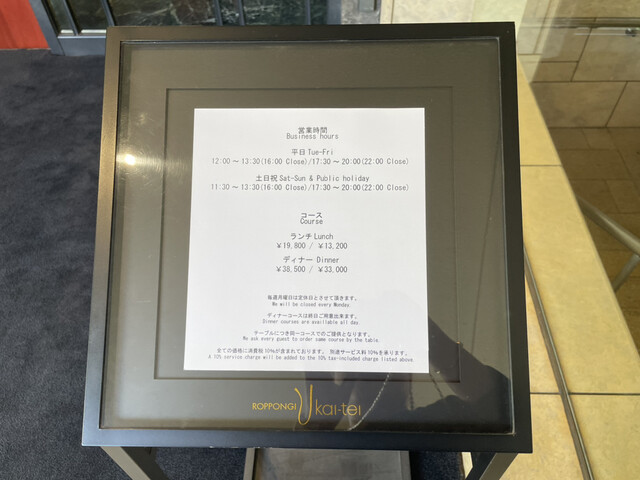 営業時間
Business hours
平日 Tue-Fri
12:00 ～ 13:30(16:00 Close)/17:30 ～ 20:00(22:00 Close)
土日祝 Sat-Sun & Public holiday
11:30 ～ 13:30(16:00 Close)/17:30 ～ 20:00(22:00 Close)
コース
Course
ランチ Lunch
￥19,800 / ￥13,200
ディナー Dinner
￥38,500 / ￥33,000
毎週月曜日は定休日とさせて頂きます。
We will be closed every Monday
ディナーコースは終日ご用意出来ます。
Dinner courses are available all day
テーブルにつき同一コースでのご提供となります。
We ask every guest to order same course by the table.
全ての価格に消費税10%が含まれております。 別途サービス料10%を承ります。
A 10% service charge will be added to the 10% tax-included charge listed above
ROPPONGI Ukai-tei